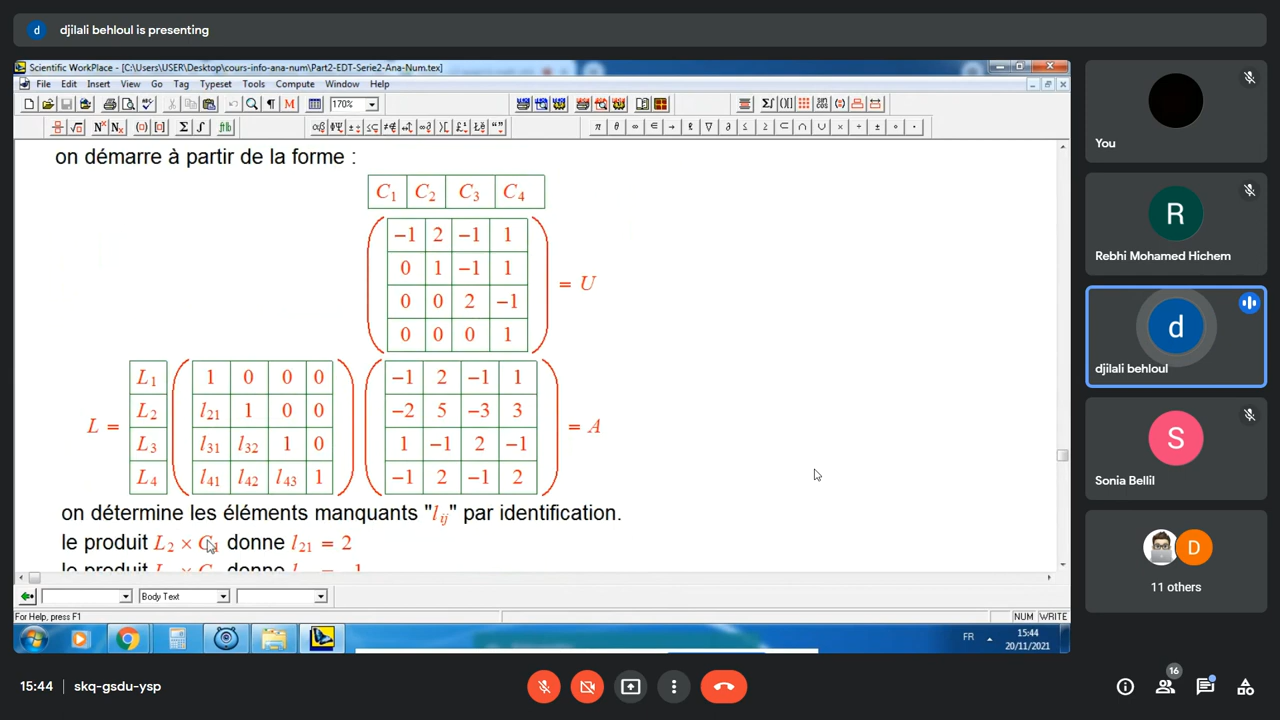 djilali behloul is presenting
Scientific WorkPlace - [C:\Users\USER\Desktop\cours-info-ana-num\Part2-EDT-Serie2-Ana-Num.tex]
File Edit Insert View Go Tag Typeset Tools Compute Window Help
170%
on démarre à partir de la forme :
C1 C2 C3 C4
−1 2 −1 1
0 1 −1 1
0 0 2 −1
0 0 0 1
= U
L =
L1 1 0 0 0 −1 2 −1 1
L2 l21 1 0 0 −2 5 −3 3
L3 l31 l32 1 0 1 −1 2 −1
L4 l41 l42 l43 1 −1 2 −1 2
= A
on détermine les éléments manquants "lij" par identification.
le produit L2 × C1 donne l21 = 2
le produit donne
Body Text
For Help, press F1
NUM WRITE
FR
15:44
20/11/2021
You
R
Rebhi Mohamed Hichem
d
djilali behloul
S
Sonia Bellil
D
11 others
15:44 | skq-gsdu-ysp
16